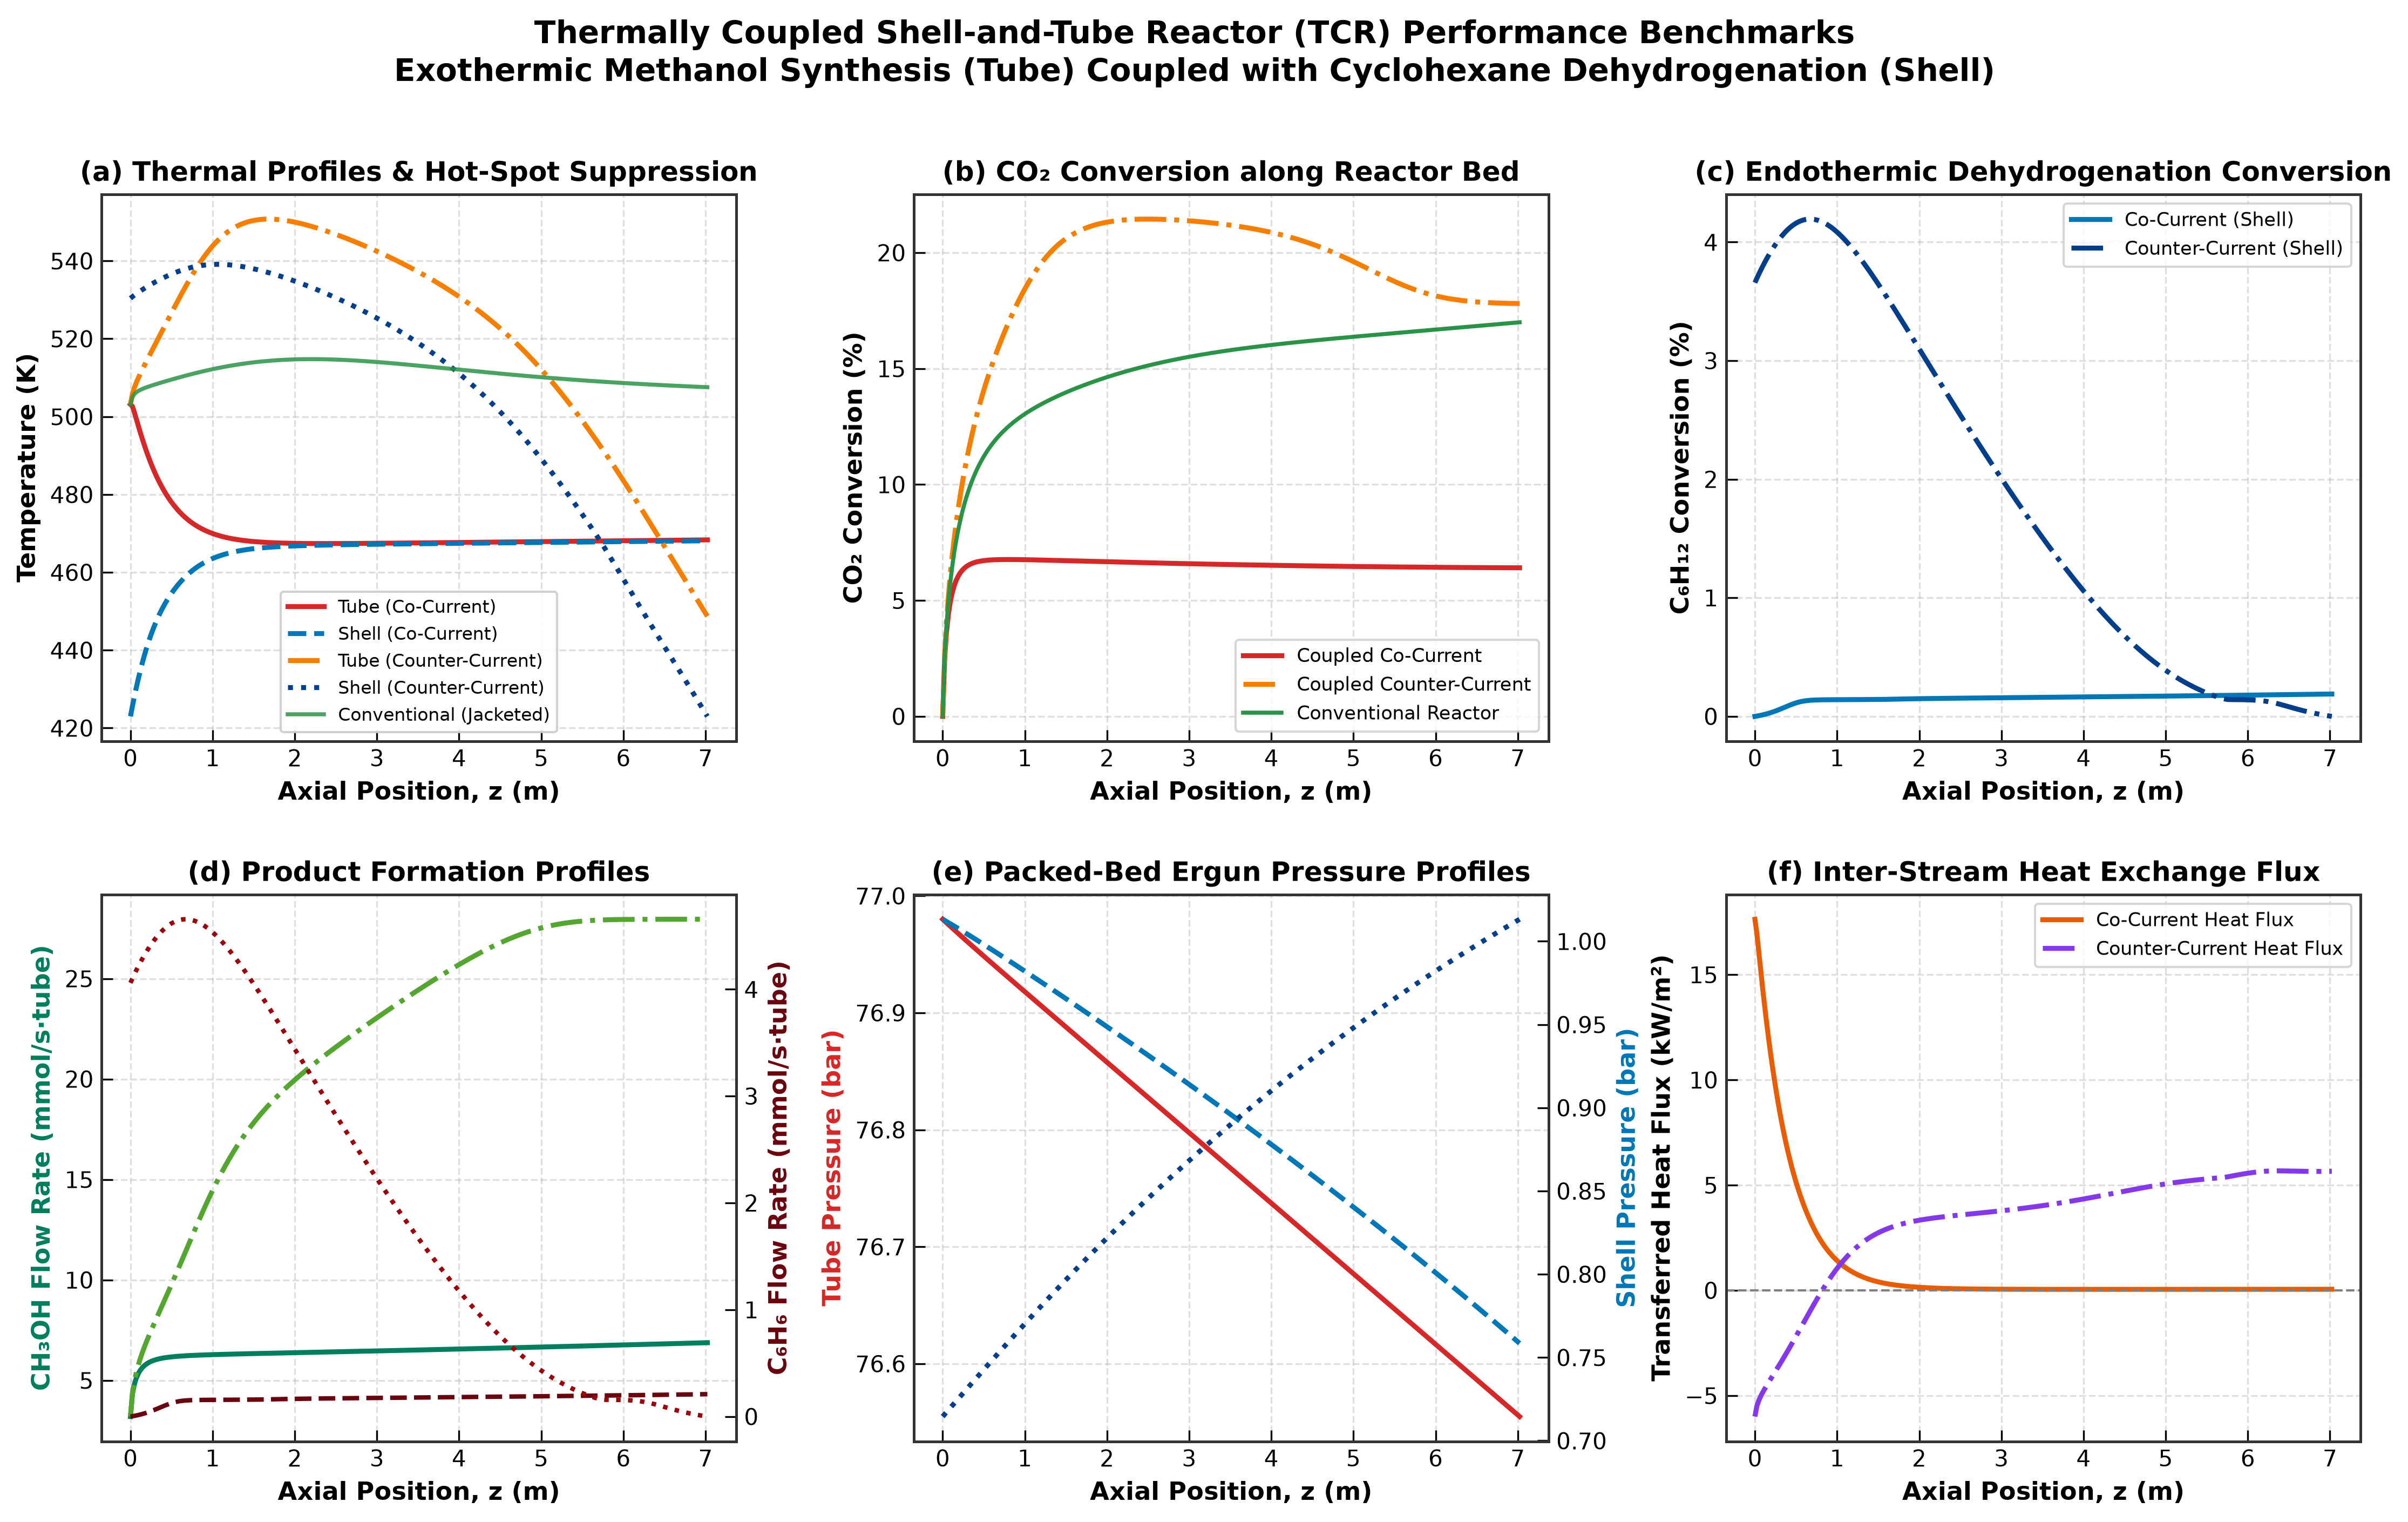 Thermally Coupled Shell-and-Tube Reactor (TCR) Performance Benchmarks
Exothermic Methanol Synthesis (Tube) Coupled with Cyclohexane Dehydrogenation (Shell)
(a) Thermal Profiles & Hot-Spot Suppression
Temperature (K)
540
520
500
480
460
440
420
Tube (Co-Current)
Shell (Co-Current)
Tube (Counter-Current)
Shell (Counter-Current)
Conventional (Jacketed)
0 1 2 3 4 5 6 7
Axial Position, z (m)
(b) CO₂ Conversion along Reactor Bed
CO₂ Conversion (%)
20
15
10
5
0
Coupled Co-Current
Coupled Counter-Current
Conventional Reactor
0 1 2 3 4 5 6 7
Axial Position, z (m)
(c) Endothermic Dehydrogenation Conversion
C₆H₁₂ Conversion (%)
4
3
2
1
0
Co-Current (Shell)
Counter-Current (Shell)
0 1 2 3 4 5 6 7
Axial Position, z (m)
(d) Product Formation Profiles
CH₃OH Flow Rate (mmol/s·tube)
25
20
15
10
5
4
3
2
1
0
C₆H₆ Flow Rate (mmol/s·tube)
0 1 2 3 4 5 6 7
Axial Position, z (m)
(e) Packed-Bed Ergun Pressure Profiles
Tube Pressure (bar)
77.0
76.9
76.8
76.7
76.6
1.00
0.95
0.90
0.85
0.80
0.75
0.70
Shell Pressure (bar)
0 1 2 3 4 5 6 7
Axial Position, z (m)
(f) Inter-Stream Heat Exchange Flux
Transferred Heat Flux (kW/m²)
15
10
5
0
−5
Co-Current Heat Flux
Counter-Current Heat Flux
0 1 2 3 4 5 6 7
Axial Position, z (m)